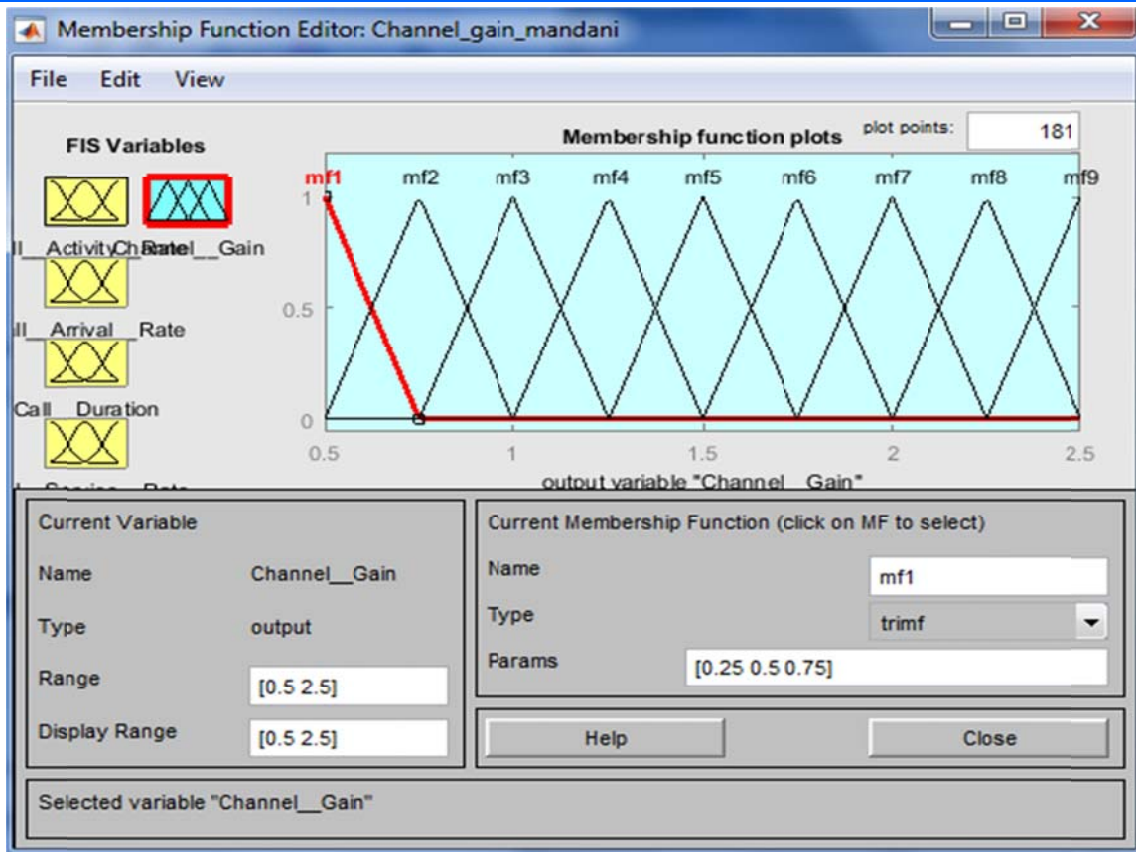 Membership Function Editor: Channel_gain_mandani
File Edit View
FIS Variables
Membership function plots
plot points:
181
mf1 mf2 mf3 mf4 mf5 mf6 mf7 mf8 mf9
1
0.5
0
0.5 1 1.5 2 2.5
output variable "Channel__Gain"
ll__Activity__Rate
Channel__Gain
ll__Arrival__Rate
Call__Duration
Current Variable
Name Channel__Gain
Type output
Range [0.5 2.5]
Display Range [0.5 2.5]
Current Membership Function (click on MF to select)
Name mf1
Type trimf
Params [0.25 0.5 0.75]
Help Close
Selected variable "Channel__Gain"